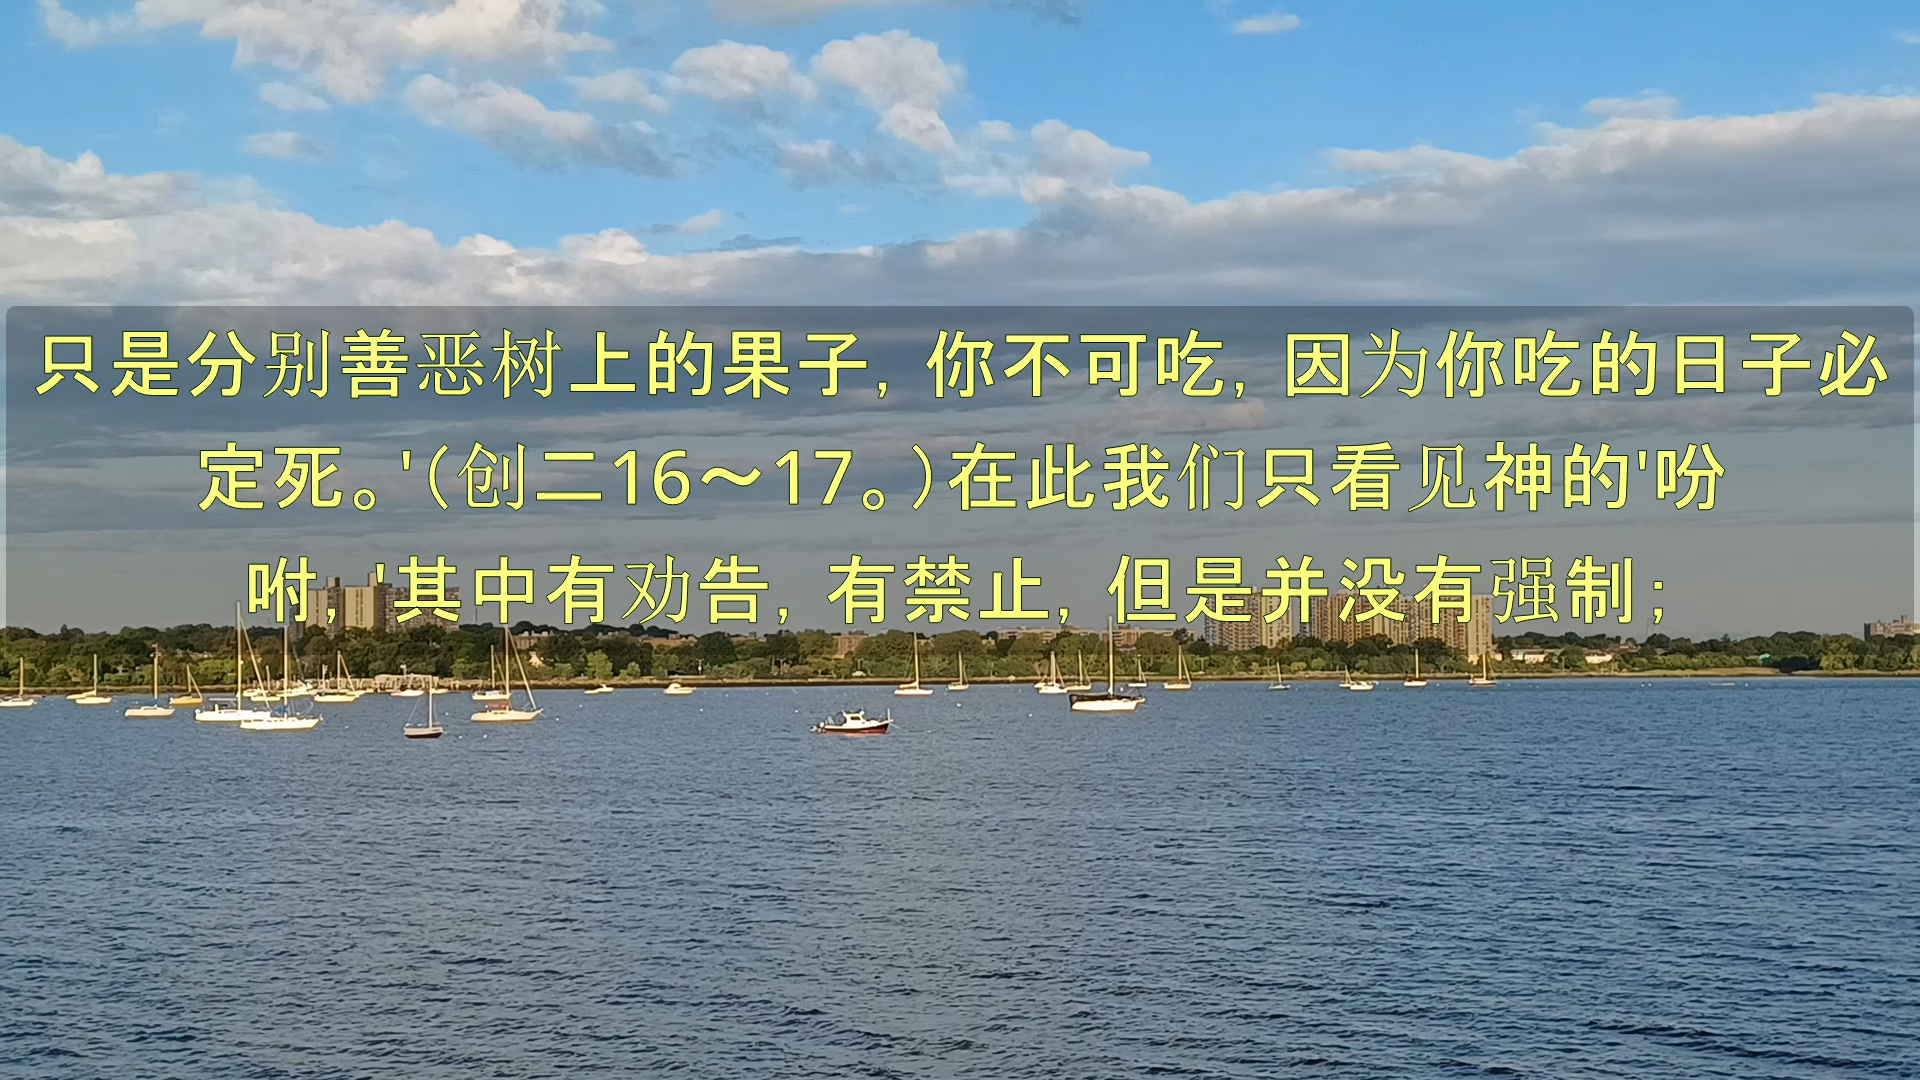 只是分别善恶树上的果子, 你不可吃, 因为你吃的日子必
定死。'(创二16～17。)在此我们只看见神的'吩
咐, '其中有劝告, 有禁止, 但是并没有强制;